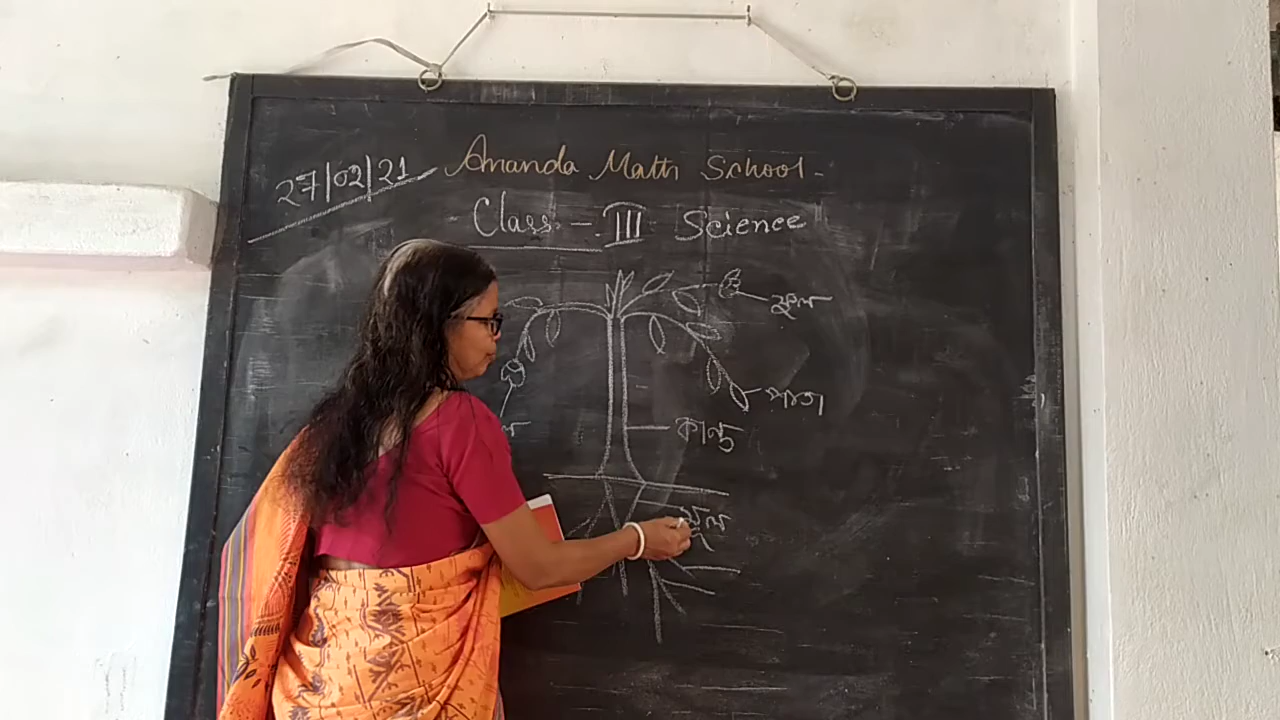 27/02/21
Ananda Math School
Class - III Science
ফুল
পাতা
কান্ড
মূল